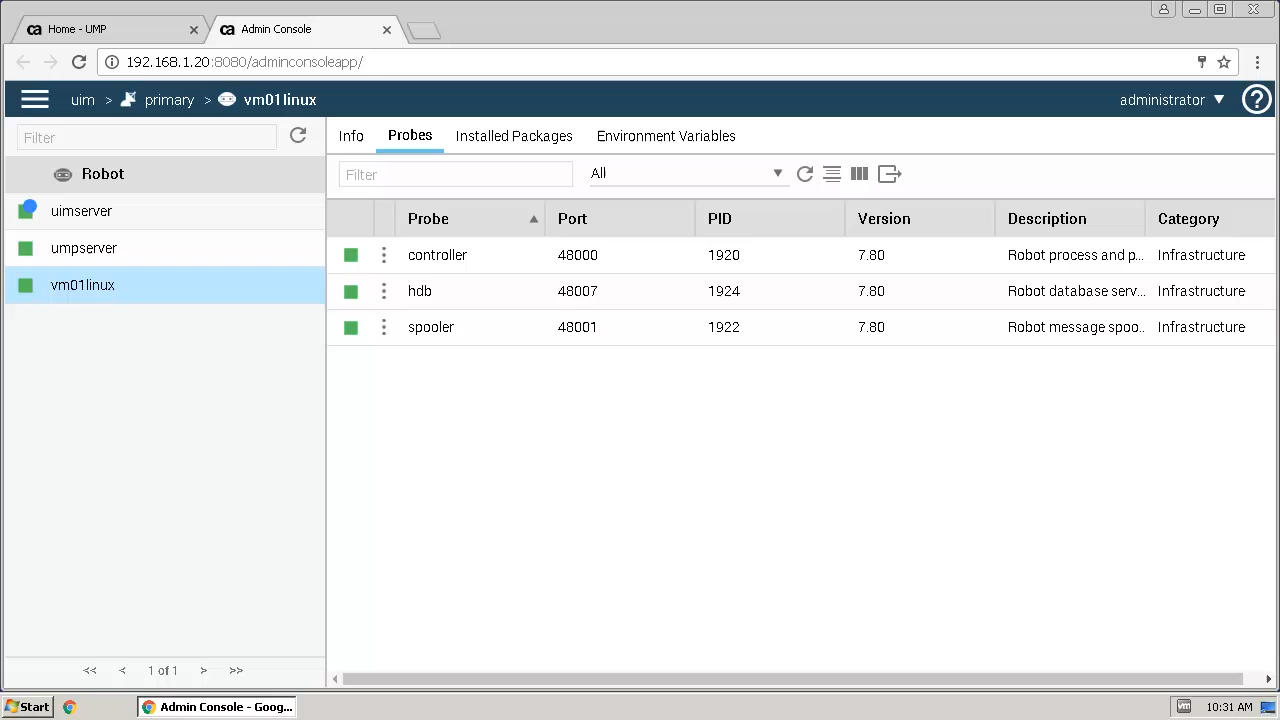 ca Home - UMP
ca Admin Console
192.168.1.20:8080/adminconsoleapp/
uim > primary > vm01linux
administrator
?
Filter
Robot
uimserver
umpserver
vm01linux
<< < 1 of 1 > >>
Info Probes Installed Packages Environment Variables
Filter
All
Probe Port PID Version Description Category
controller 48000 1920 7.80 Robot process and p... Infrastructure
hdb 48007 1924 7.80 Robot database serv... Infrastructure
spooler 48001 1922 7.80 Robot message spoo... Infrastructure
Start
Admin Console - Goog...
vm
10:31 AM